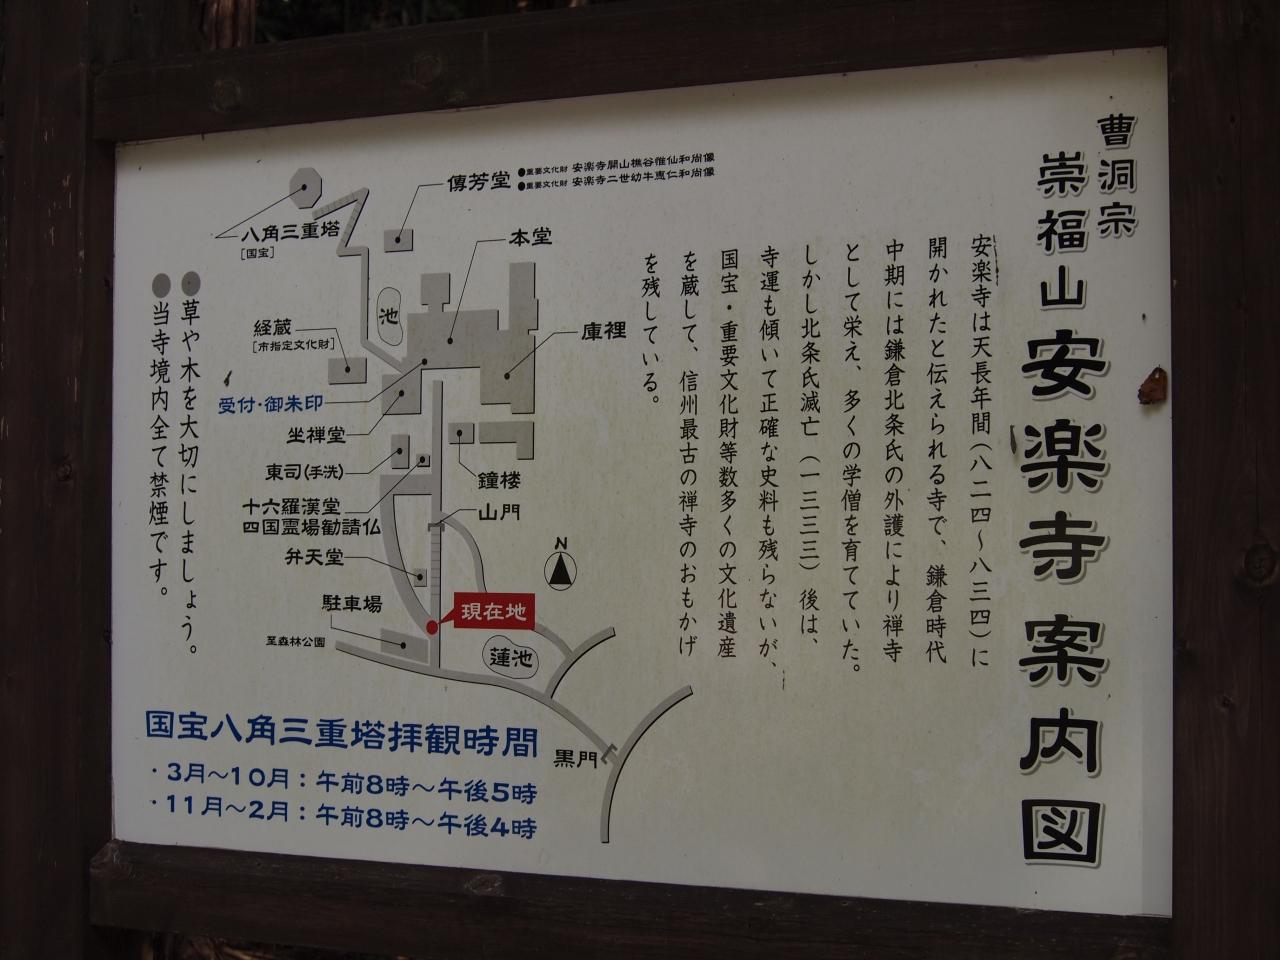 曹洞宗
崇福山安楽寺案内図
安楽寺は天長年間（八二四～八三四）に
開かれたと伝えられる寺で、鎌倉時代
中期には鎌倉北条氏の外護により禅寺
として栄え、多くの学僧を育てていた。
しかし北条氏滅亡（一三三三）後は、
寺運も傾いて正確な史料も残らないが、
国宝・重要文化財等数多くの文化遺産
を蔵して、信州最古の禅寺のおもかげ
を残している。
傳芳堂
●重要文化財 安楽寺開山樵谷惟仙和尚像
●重要文化財 安楽寺二世幼牛恵仁和尚像
八角三重塔
[国宝]
本堂
池
庫裡
経蔵
[市指定文化財]
受付・御朱印
坐禅堂
東司(手洗)
鐘楼
十六羅漢堂
四国霊場勧請仏
山門
弁天堂
N
駐車場
現在地
至森林公園
蓮池
黒門
●草や木を大切にしましょう。
●当寺境内全て禁煙です。
国宝八角三重塔拝観時間
・3月～10月：午前8時～午後5時
・11月～2月：午前8時～午後4時